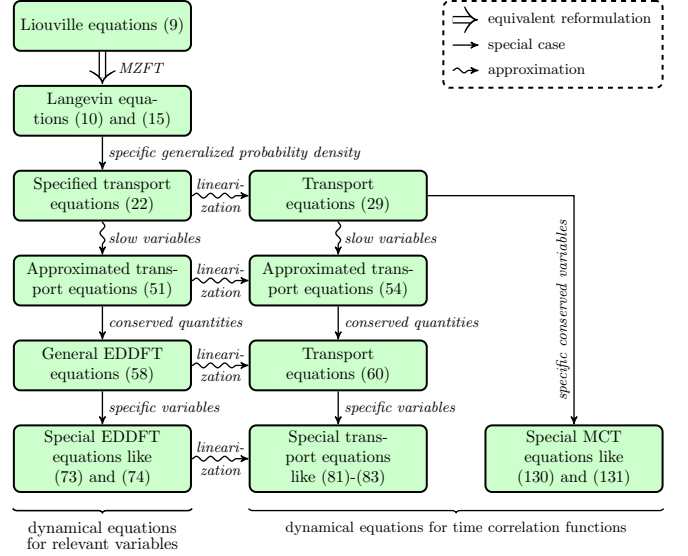 Liouville equations (9)
equivalent reformulation
special case
approximation
MZFT
Langevin equa-
tions (10) and (15)
specific generalized probability density
Specified transport
equations (22)
lineari-
zation
Transport
equations (29)
slow variables
slow variables
specific conserved variables
Approximated trans-
port equations (51)
lineari-
zation
Approximated trans-
port equations (54)
conserved quantities
conserved quantities
General EDDFT
equations (58)
lineari-
zation
Transport
equations (60)
specific variables
specific variables
Special EDDFT
equations like
(73) and (74)
lineari-
zation
Special trans-
port equations
like (81)-(83)
Special MCT
equations like
(130) and (131)
dynamical equations
for relevant variables
dynamical equations for time correlation functions